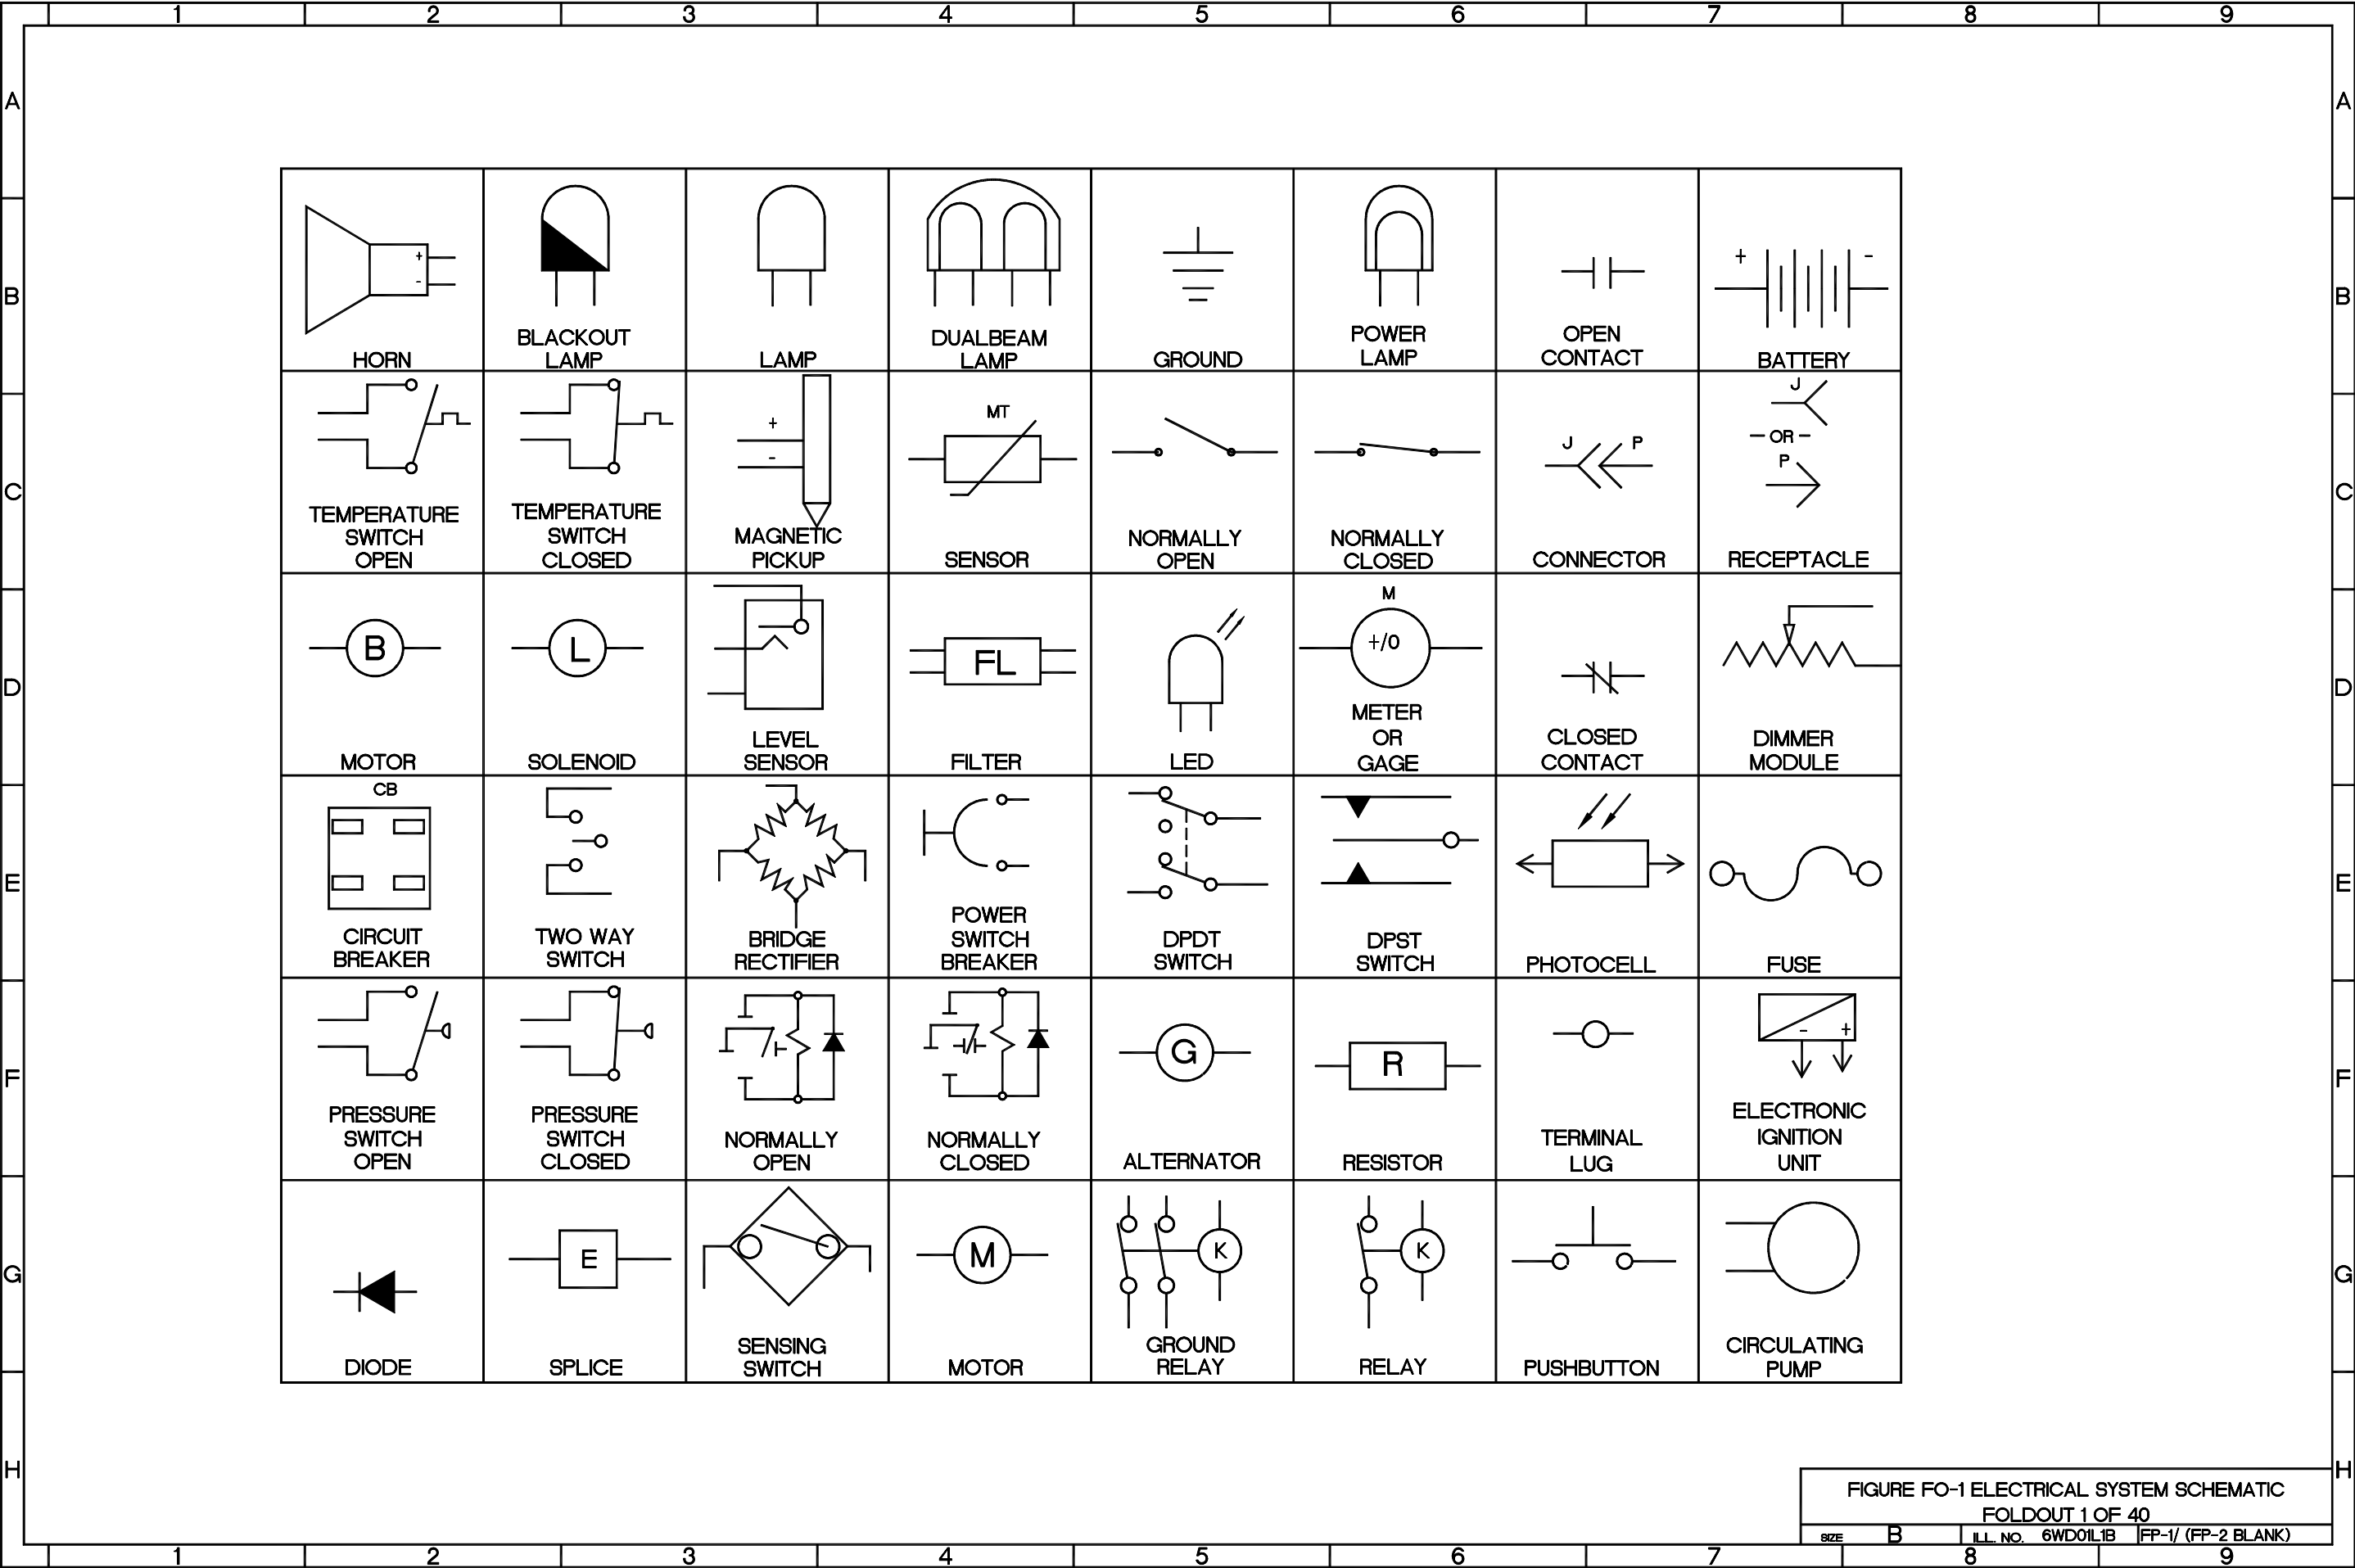 1 2 3 4 5 6 7 8 9
A A
B B
C C
D D
E E
F F
G G
H H
+
-
HORN
BLACKOUT
LAMP
LAMP
DUALBEAM
LAMP
GROUND
POWER
LAMP
OPEN
CONTACT
+ -
BATTERY
TEMPERATURE
SWITCH
OPEN
TEMPERATURE
SWITCH
CLOSED
+
-
MAGNETIC
PICKUP
MT
SENSOR
NORMALLY
OPEN
NORMALLY
CLOSED
J P
CONNECTOR
J
-OR-
P
RECEPTACLE
B
MOTOR
L
SOLENOID
LEVEL
SENSOR
FL
FILTER
LED
M
+/0
METER
OR
GAGE
CLOSED
CONTACT
DIMMER
MODULE
CB
CIRCUIT
BREAKER
TWO WAY
SWITCH
BRIDGE
RECTIFIER
POWER
SWITCH
BREAKER
DPDT
SWITCH
DPST
SWITCH
PHOTOCELL
FUSE
PRESSURE
SWITCH
OPEN
PRESSURE
SWITCH
CLOSED
NORMALLY
OPEN
NORMALLY
CLOSED
G
ALTERNATOR
R
RESISTOR
TERMINAL
LUG
- +
ELECTRONIC
IGNITION
UNIT
DIODE
E
SPLICE
SENSING
SWITCH
M
MOTOR
K
GROUND
RELAY
K
RELAY
PUSHBUTTON
CIRCULATING
PUMP
FIGURE FO-1 ELECTRICAL SYSTEM SCHEMATIC
FOLDOUT 1 OF 40
SIZE B ILL. NO. 6WD01L1B FP-1/ (FP-2 BLANK)
1 2 3 4 5 6 7 8 9